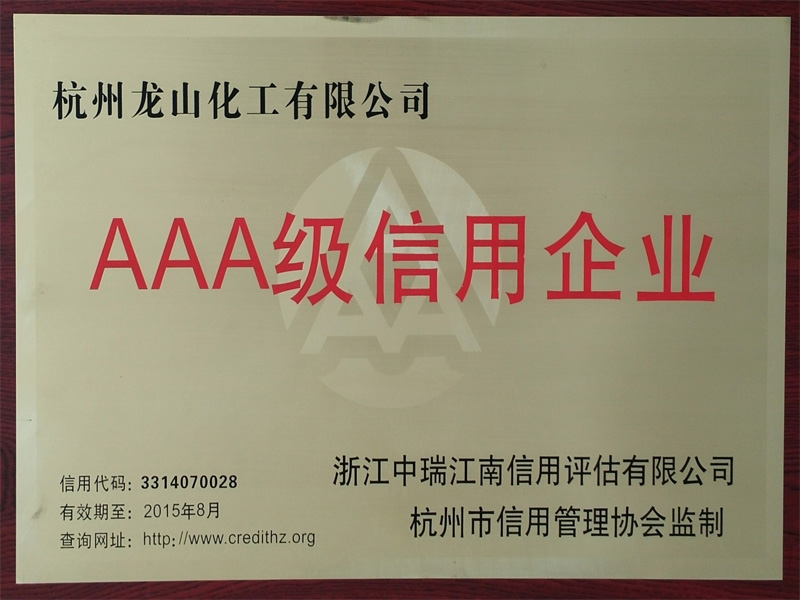 杭州龙山化工有限公司
AAA级信用企业
信用代码：3314070028
有效期至：2015年8月
查询网址：http://www.credithz.org
浙江中瑞江南信用评估有限公司
杭州市信用管理协会监制